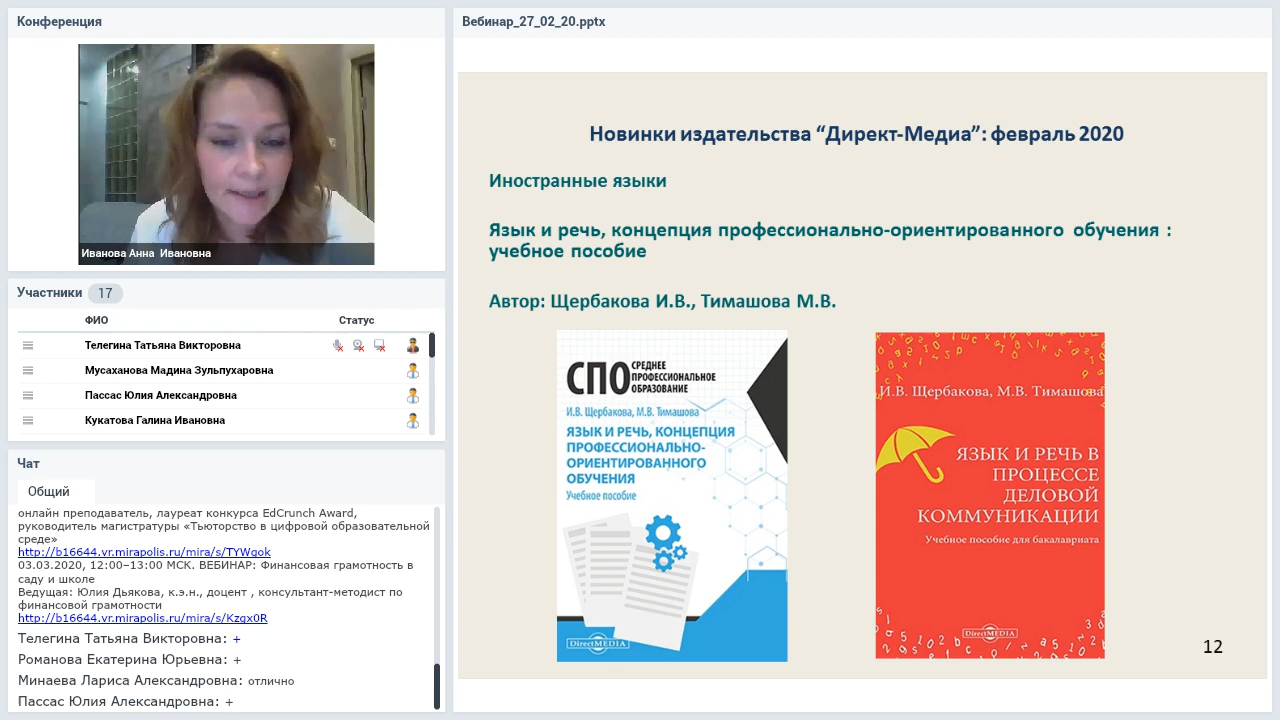 Конференция
Иванова Анна Ивановна
Участники 17
ФИО Статус
Телегина Татьяна Викторовна
Мусаханова Мадина Зульпухаровна
Пассас Юлия Александровна
Кукатова Галина Ивановна
Чат
Общий
онлайн преподаватель, лауреат конкурса EdCrunch Award,
руководитель магистратуры «Тьюторство в цифровой образовательной
среде»
http://b16644.vr.mirapolis.ru/mira/s/TYWgok
03.03.2020, 12:00–13:00 МСК. ВЕБИНАР: Финансовая грамотность в
саду и школе
Ведущая: Юлия Дьякова, к.э.н., доцент , консультант-методист по
финансовой грамотности
http://b16644.vr.mirapolis.ru/mira/s/Kzgx0R
Телегина Татьяна Викторовна: +
Романова Екатерина Юрьевна: +
Минаева Лариса Александровна: отлично
Пассас Юлия Александровна: +
Вебинар_27_02_20.pptx
Новинки издательства “Директ-Медиа”: февраль 2020
Иностранные языки
Язык и речь, концепция профессионально-ориентированного обучения :
учебное пособие
Автор: Щербакова И.В., Тимашова М.В.
СПО
СРЕДНЕЕ
ПРОФЕССИОНАЛЬНОЕ
ОБРАЗОВАНИЕ
И.В. Щербакова, М.В. Тимашова
ЯЗЫК И РЕЧЬ, КОНЦЕПЦИЯ
ПРОФЕССИОНАЛЬНО-
ОРИЕНТИРОВАННОГО
ОБУЧЕНИЯ
Учебное пособие
DirectMEDIA
И.В. Щербакова, М.В. Тимашова
ЯЗЫК И РЕЧЬ В
ПРОЦЕССЕ
ДЕЛОВОЙ
КОММУНИКАЦИИ
Учебное пособие для бакалавриата
DirectMEDIA
12